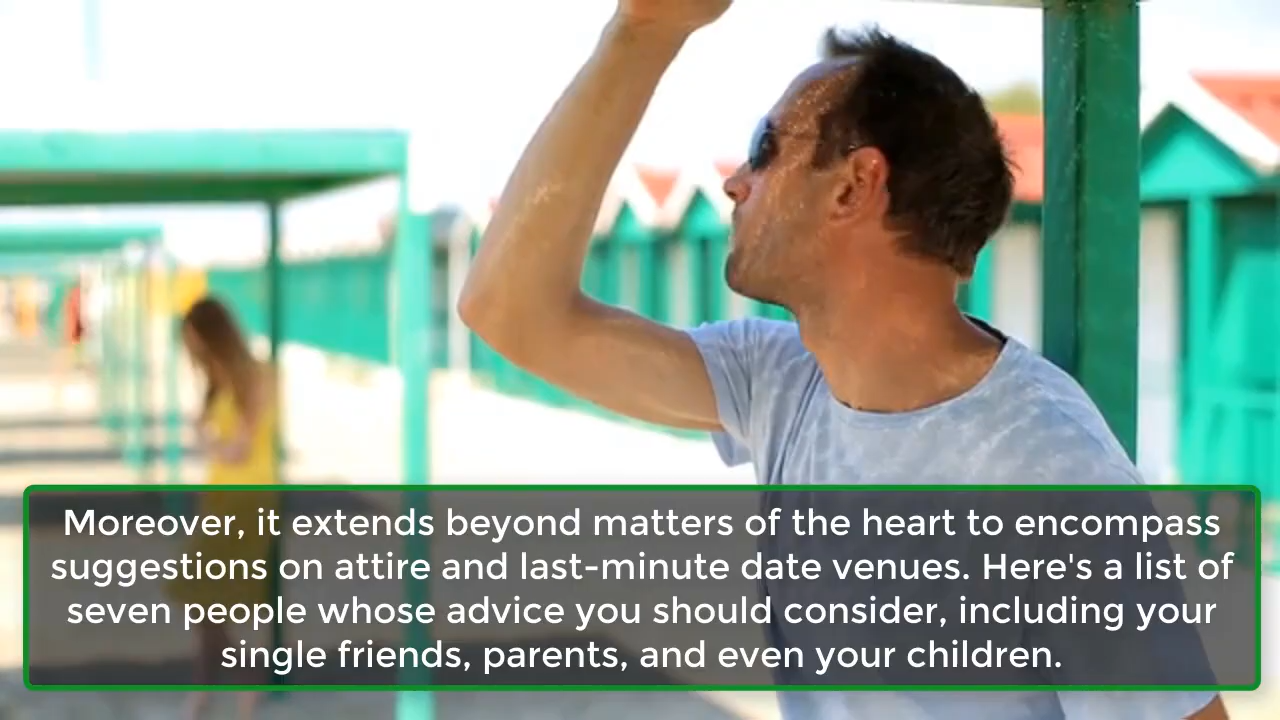 Moreover, it extends beyond matters of the heart to encompass
suggestions on attire and last-minute date venues. Here's a list of
seven people whose advice you should consider, including your
single friends, parents, and even your children.